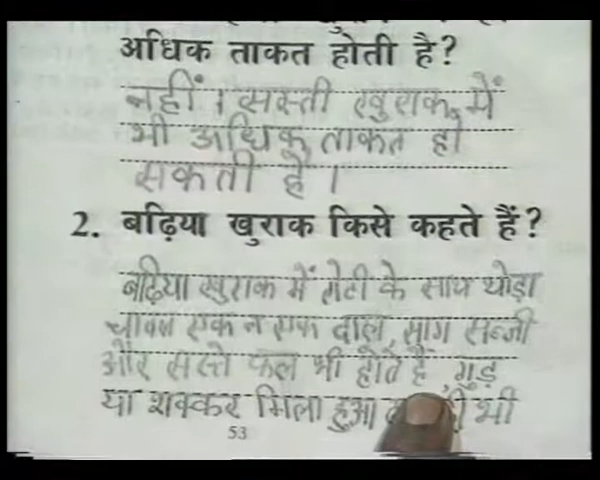 अधिक ताकत होती है?
नहीं। सस्ती खुराक में
भी अधिक ताकत हो
सकती है।
2. बढ़िया खुराक किसे कहते हैं?
बढ़िया खुराक में रोटी के साथ थोड़ा
चावल एक न एक दाल, साग सब्जी
और सस्ते फल भी होते हैं, गुड़
या शक्कर मिला हुआ भी
53